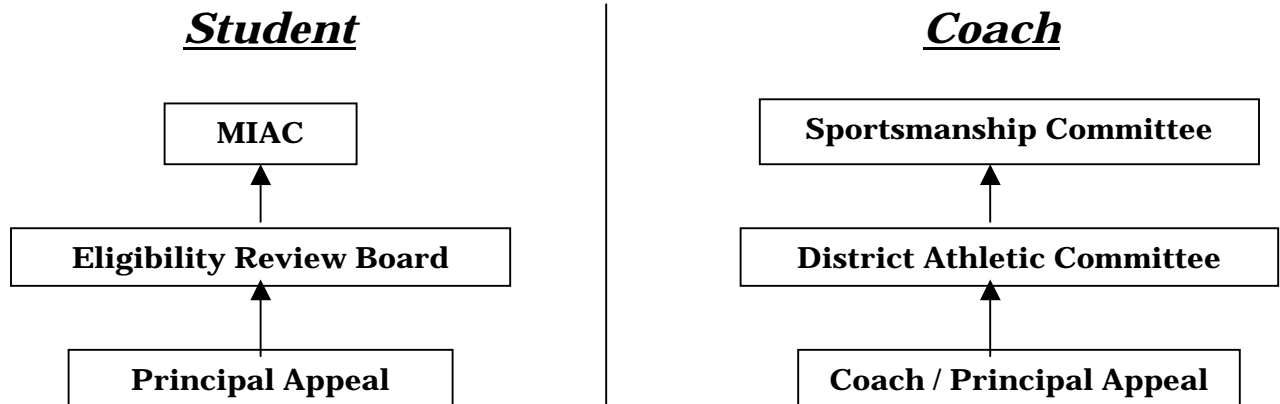 Student
MIAC
Eligibility Review Board
Principal Appeal
Coach
Sportsmanship Committee
District Athletic Committee
Coach / Principal Appeal